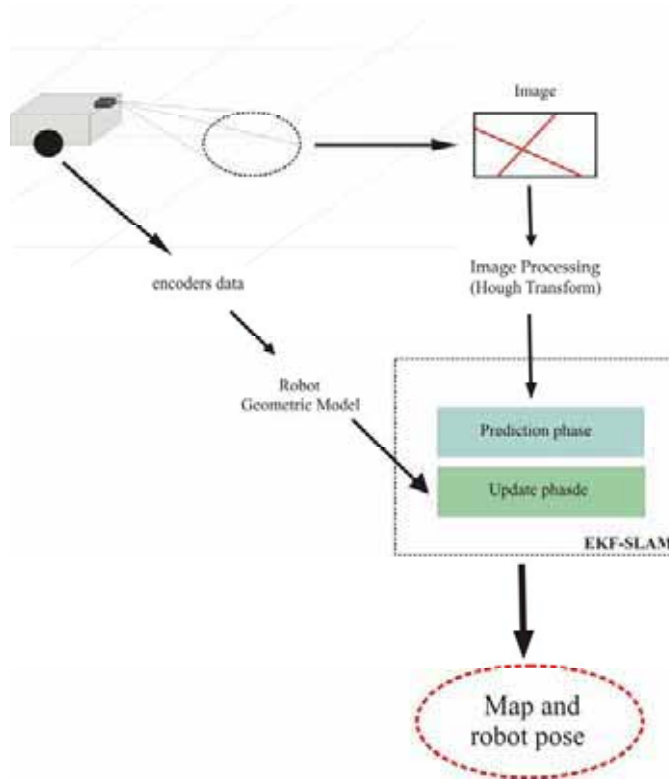 Image
Image Processing
(Hough Transform)
encoders data
Robot
Geometric Model
Prediction phase
Update phasde
EKF-SLAM
Map and
robot pose